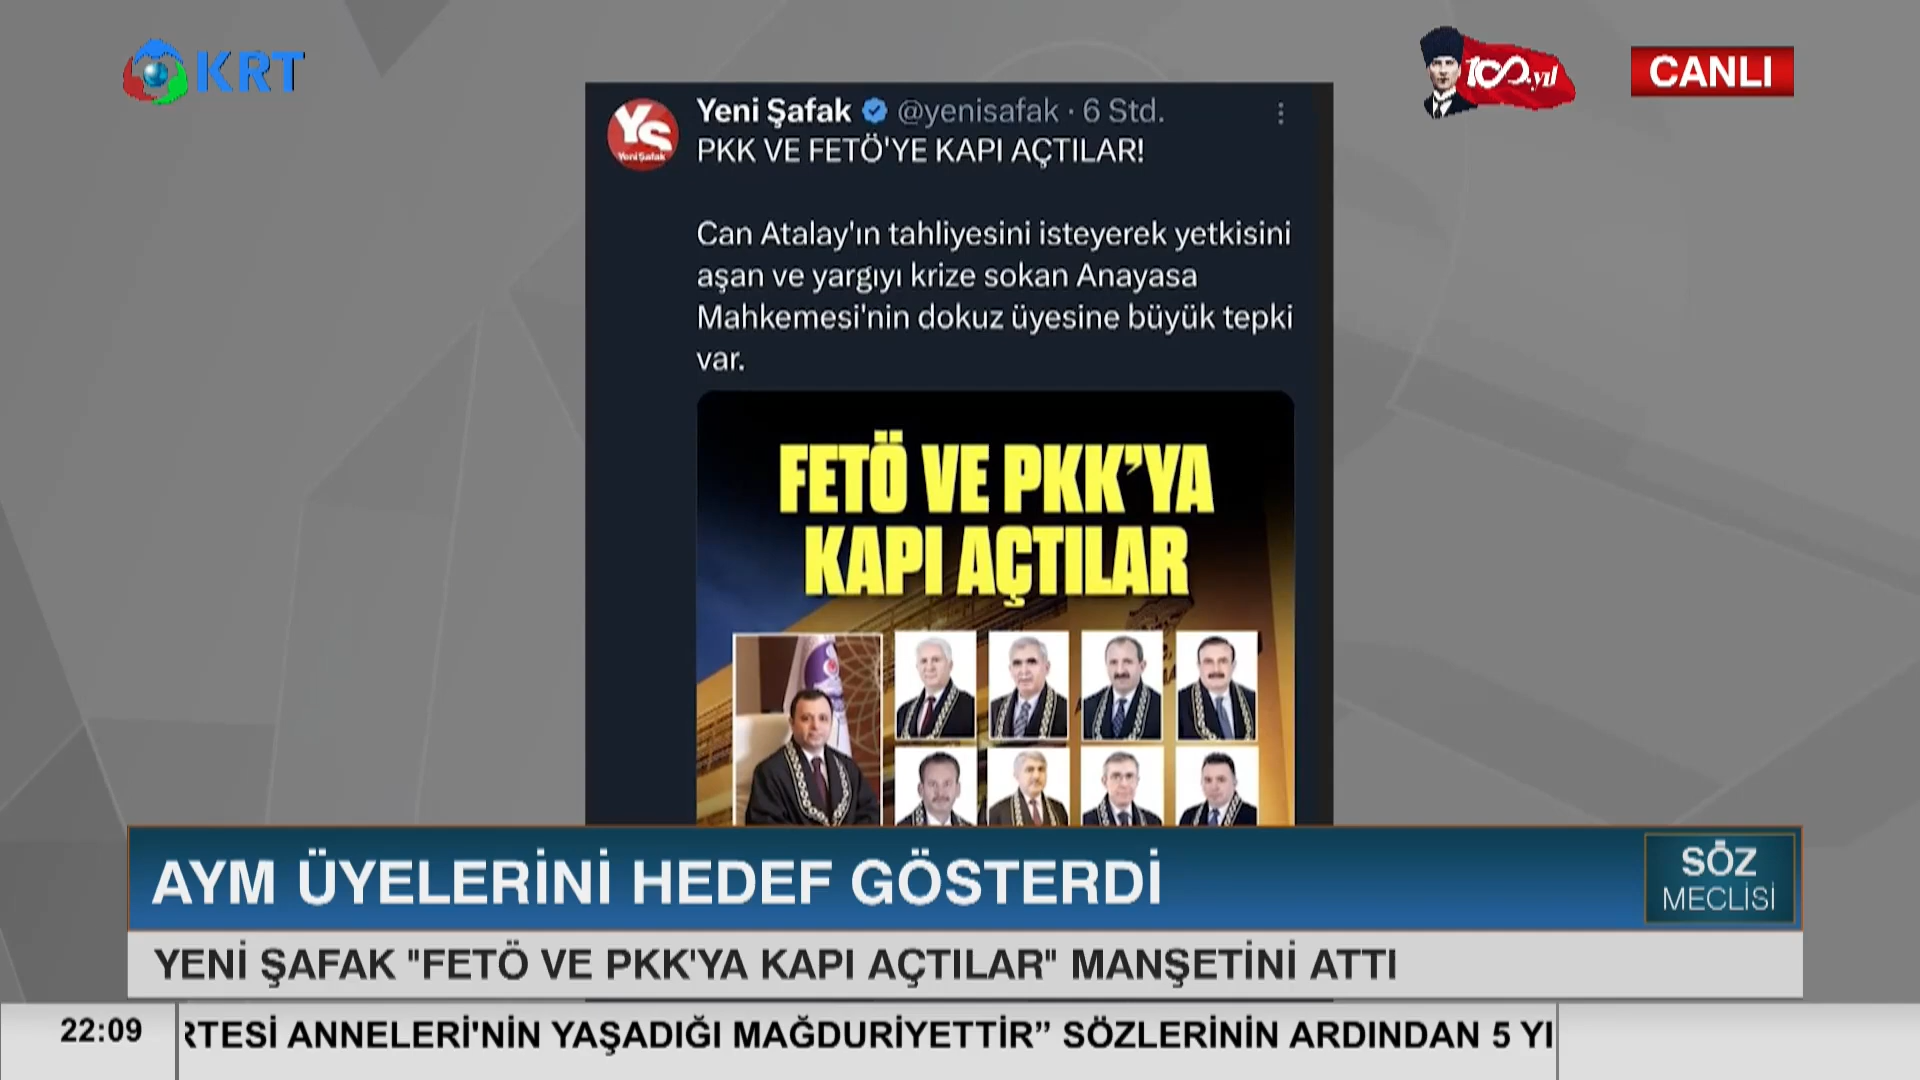 KRT
100.yıl
CANLI
Yeni Şafak @yenisafak · 6 Std.
PKK VE FETÖ'YE KAPI AÇTILAR!
YS
Yeni Şafak
Can Atalay'ın tahliyesini isteyerek yetkisini
aşan ve yargıyı krize sokan Anayasa
Mahkemesi'nin dokuz üyesine büyük tepki
var.
FETÖ VE PKK'YA
KAPI AÇTILAR
AYM ÜYELERİNİ HEDEF GÖSTERDİ
SÖZ
MECLİSİ
YENİ ŞAFAK "FETÖ VE PKK'YA KAPI AÇTILAR" MANŞETİNİ ATTI
22:09
RTESİ ANNELERİ'NİN YAŞADIĞI MAĞDURİYETTİR” SÖZLERİNİN ARDINDAN 5 YI